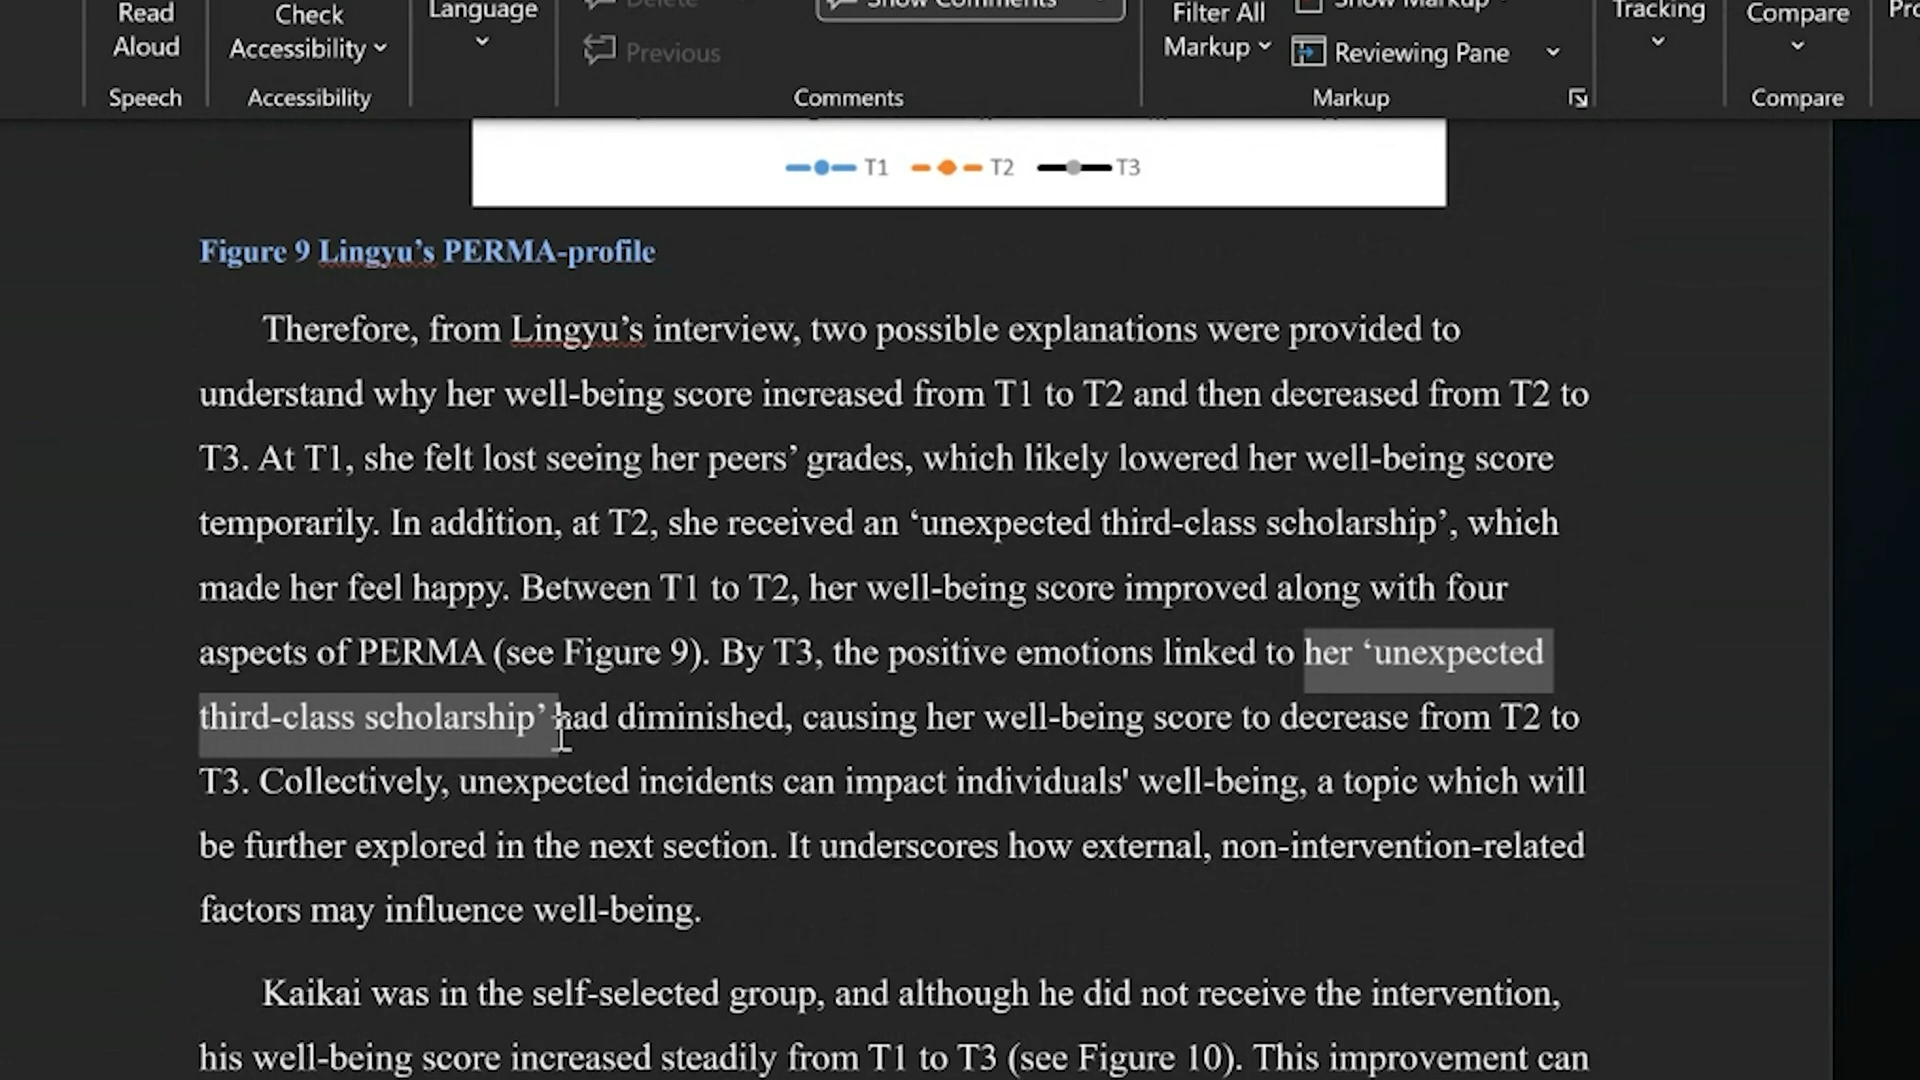 Read
Aloud
Speech
Check
Accessibility
Accessibility
Language
Delete
Previous
Show Comments
Comments
Filter All
Markup
Show Markup
Reviewing Pane
Markup
Tracking
Compare
Compare
T1 T2 T3
Figure 9 Lingyu’s PERMA-profile
Therefore, from Lingyu’s interview, two possible explanations were provided to
understand why her well-being score increased from T1 to T2 and then decreased from T2 to
T3. At T1, she felt lost seeing her peers’ grades, which likely lowered her well-being score
temporarily. In addition, at T2, she received an ‘unexpected third-class scholarship’, which
made her feel happy. Between T1 to T2, her well-being score improved along with four
aspects of PERMA (see Figure 9). By T3, the positive emotions linked to her ‘unexpected
third-class scholarship’ had diminished, causing her well-being score to decrease from T2 to
T3. Collectively, unexpected incidents can impact individuals' well-being, a topic which will
be further explored in the next section. It underscores how external, non-intervention-related
factors may influence well-being.
Kaikai was in the self-selected group, and although he did not receive the intervention,
his well-being score increased steadily from T1 to T3 (see Figure 10). This improvement can